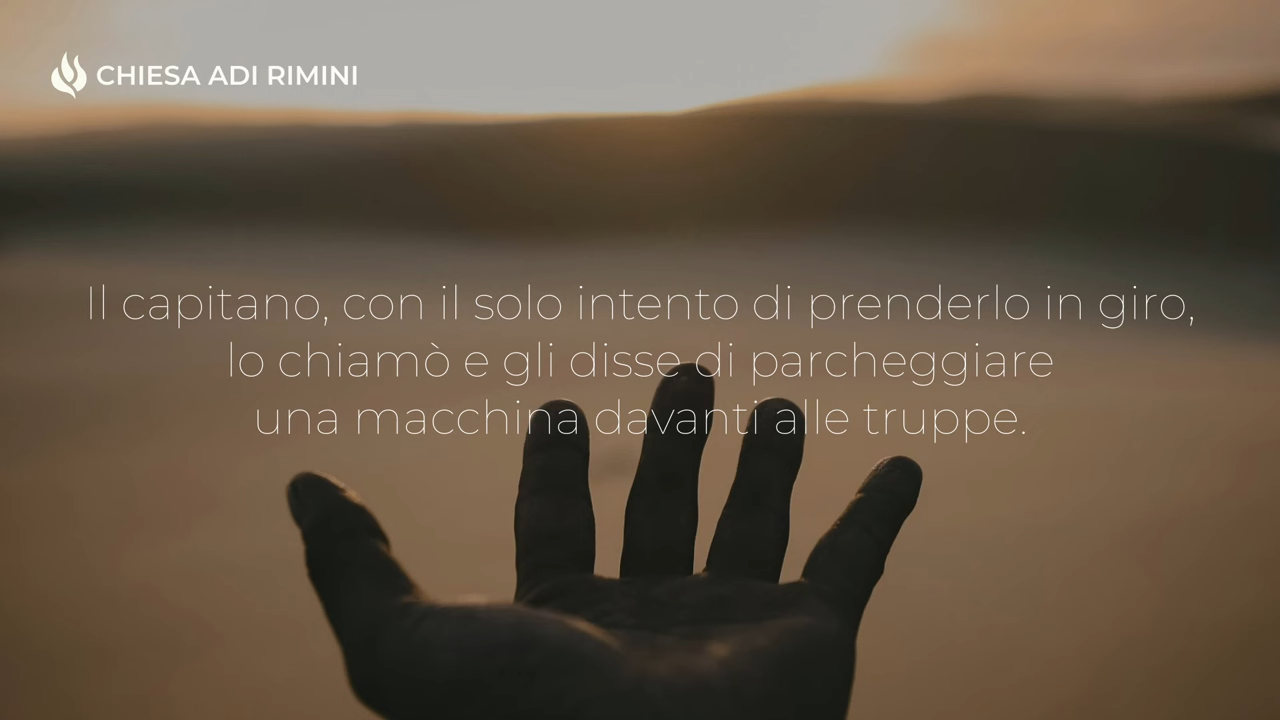 CHIESA ADI RIMINI
Il capitano, con il solo intento di prenderlo in giro,
lo chiamò e gli disse di parcheggiare
una macchina davanti alle truppe.